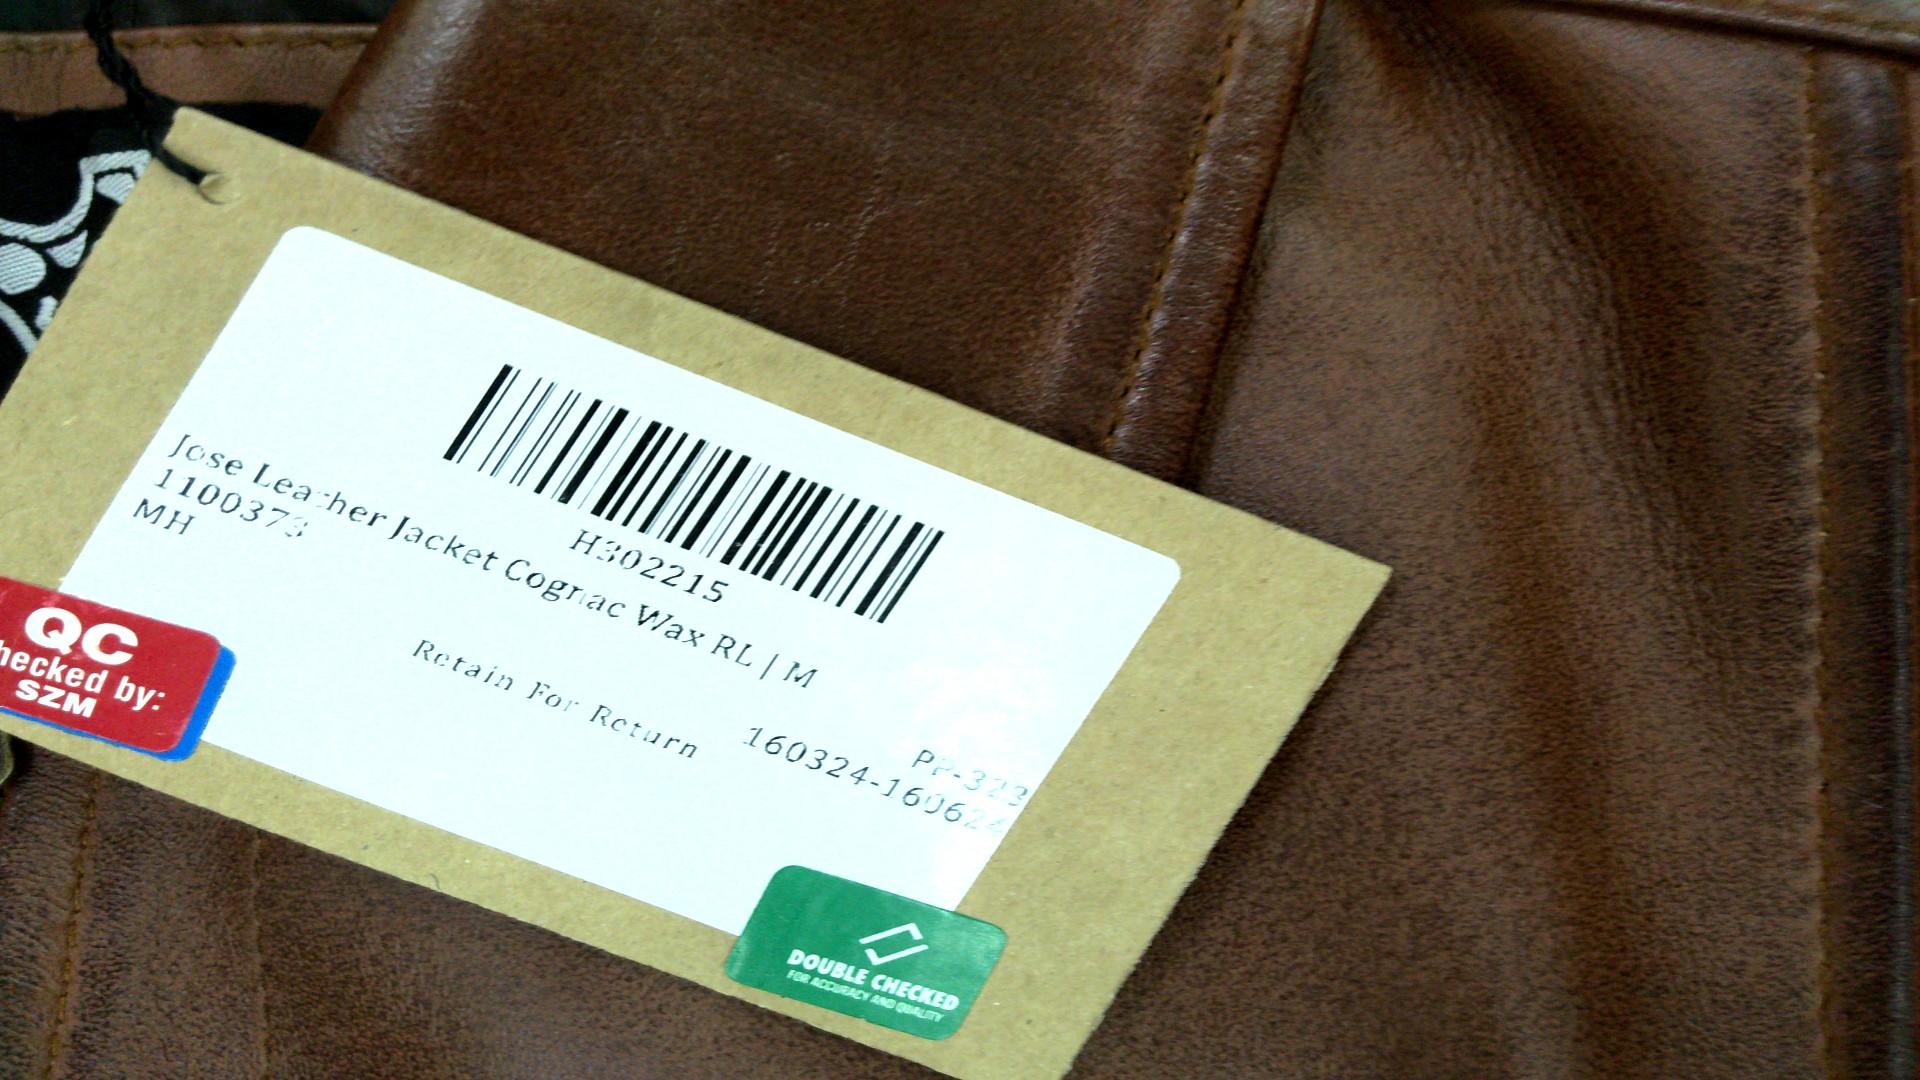 H302215
Jose Leather Jacket Cognac Wax RL | M
1100373
MH
Retain For Return
PP-323
160324-160624
QC
hecked by:
SZM
DOUBLE CHECKED
FOR ACCURACY AND QUALITY